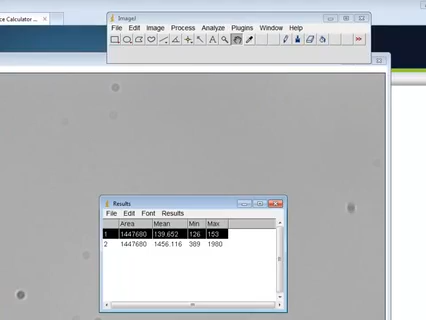 ce Calculator ...
ImageJ
File Edit Image Process Analyze Plugins Window Help
A
>>
Results
File Edit Font Results
Area Mean Min Max
1 1447680 139.652 126 153
2 1447680 1456.116 389 1980